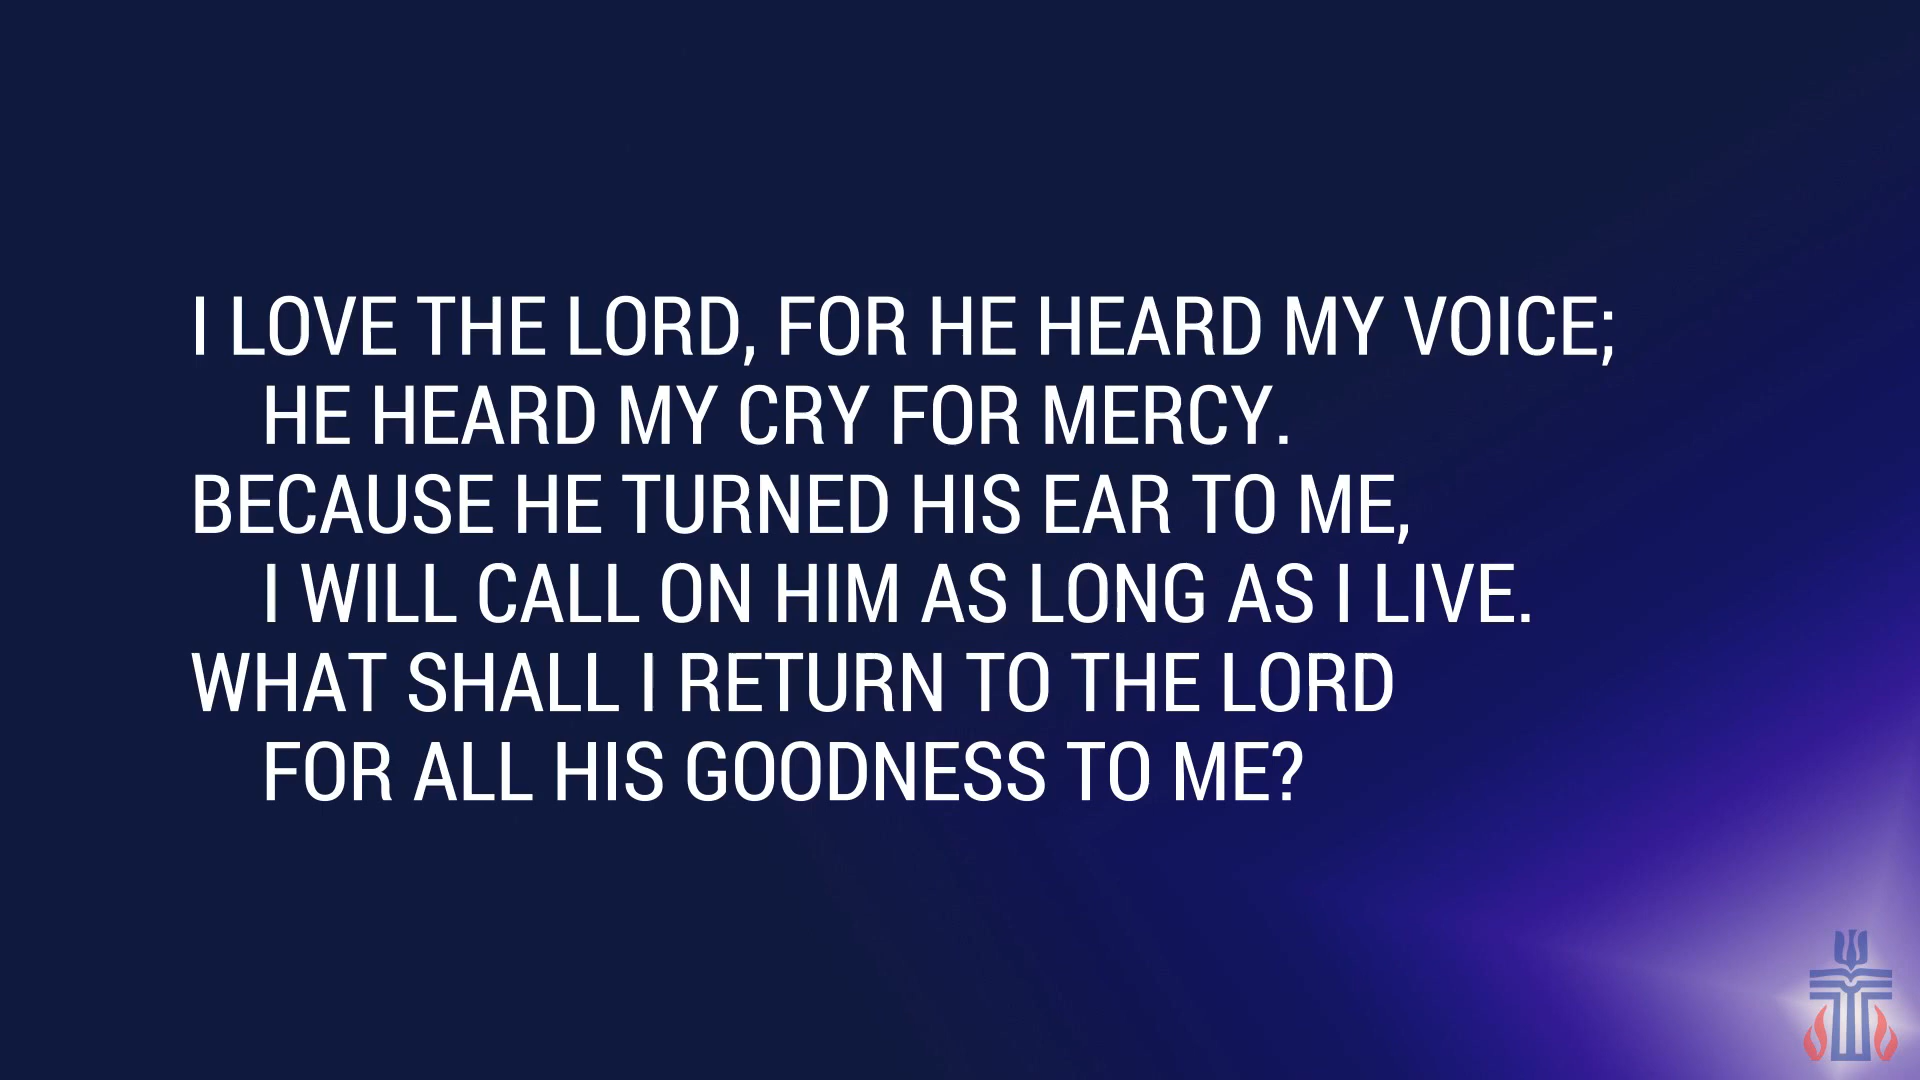 I LOVE THE LORD, FOR HE HEARD MY VOICE;
HE HEARD MY CRY FOR MERCY.
BECAUSE HE TURNED HIS EAR TO ME,
I WILL CALL ON HIM AS LONG AS I LIVE.
WHAT SHALL I RETURN TO THE LORD
FOR ALL HIS GOODNESS TO ME?